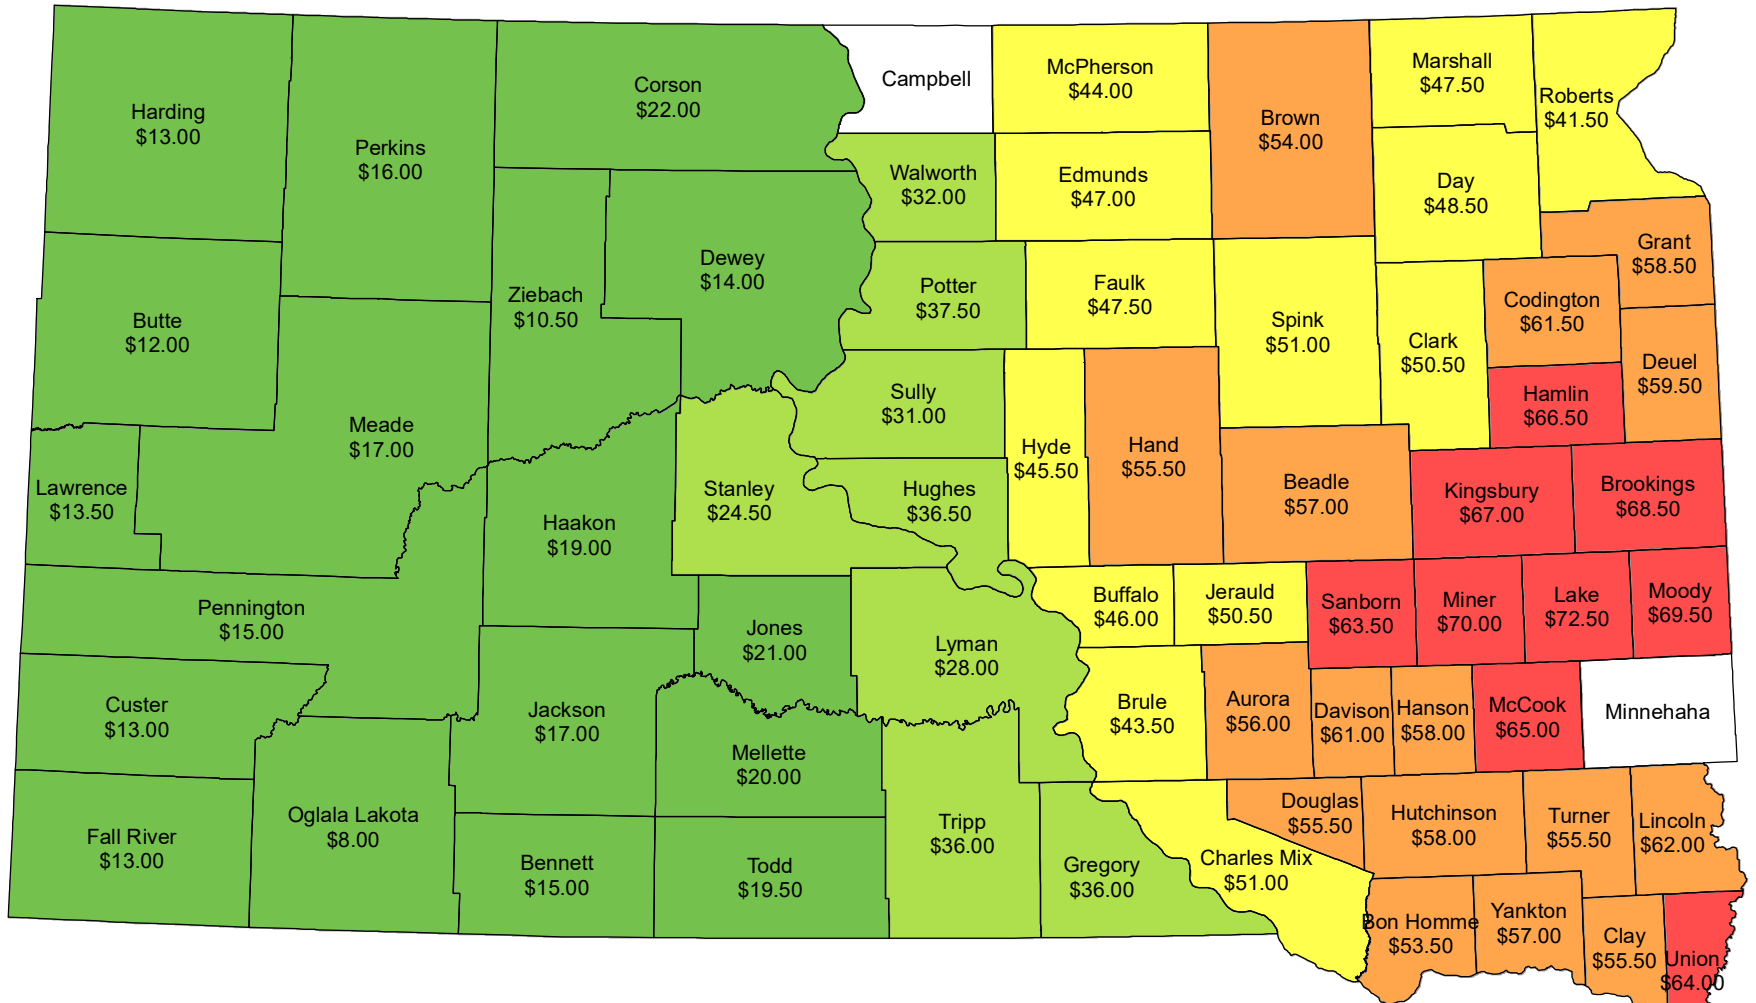 Harding
$13.00
Perkins
$16.00
Corson
$22.00
Campbell
McPherson
$44.00
Brown
$54.00
Marshall
$47.50
Roberts
$41.50
Walworth
$32.00
Edmunds
$47.00
Day
$48.50
Butte
$12.00
Ziebach
$10.50
Dewey
$14.00
Potter
$37.50
Faulk
$47.50
Spink
$51.00
Clark
$50.50
Codington
$61.50
Grant
$58.50
Deuel
$59.50
Hamlin
$66.50
Lawrence
$13.50
Meade
$17.00
Haakon
$19.00
Stanley
$24.50
Sully
$31.00
Hughes
$36.50
Hyde
$45.50
Hand
$55.50
Beadle
$57.00
Kingsbury
$67.00
Brookings
$68.50
Pennington
$15.00
Jones
$21.00
Lyman
$28.00
Buffalo
$46.00
Jerauld
$50.50
Sanborn
$63.50
Miner
$70.00
Lake
$72.50
Moody
$69.50
Custer
$13.00
Jackson
$17.00
Mellette
$20.00
Brule
$43.50
Aurora
$56.00
Davison
$61.00
Hanson
$58.00
McCook
$65.00
Minnehaha
Fall River
$13.00
Oglala Lakota
$8.00
Bennett
$15.00
Todd
$19.50
Tripp
$36.00
Gregory
$36.00
Charles Mix
$51.00
Douglas
$55.50
Hutchinson
$58.00
Turner
$55.50
Lincoln
$62.00
Bon Homme
$53.50
Yankton
$57.00
Clay
$55.50
Union
$64.00